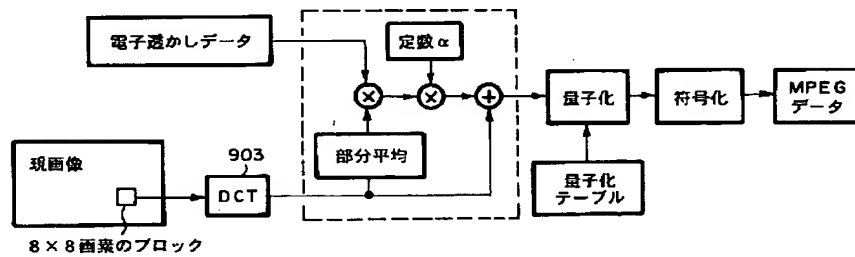 電子透かしデータ
定数α
部分平均
現画像
8×8画素のブロック
903
DCT
量子化
量子化
テーブル
符号化
MPEG
データ